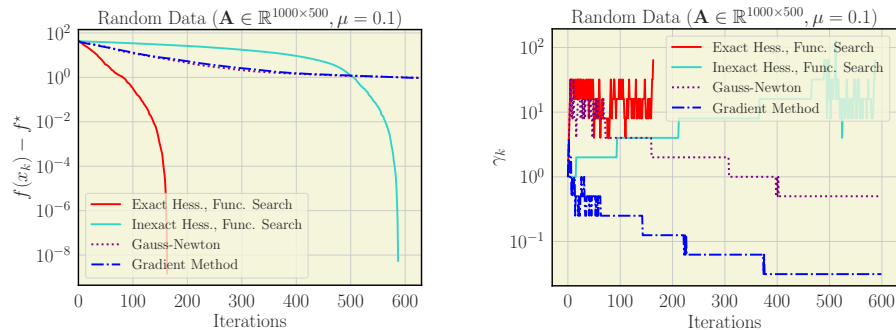 Random Data (A ∈ ℝ^{1000×500}, μ = 0.1)
f(x_k) − f^⋆
10^2
10^0
10^{−2}
10^{−4}
10^{−6}
10^{−8}
Exact Hess., Func. Search
Inexact Hess., Func. Search
Gauss-Newton
Gradient Method
0 100 200 300 400 500 600
Iterations
Random Data (A ∈ ℝ^{1000×500}, μ = 0.1)
γ_k
10^2
10^1
10^0
10^{−1}
Exact Hess., Func. Search
Inexact Hess., Func. Search
Gauss-Newton
Gradient Method
0 100 200 300 400 500 600
Iterations